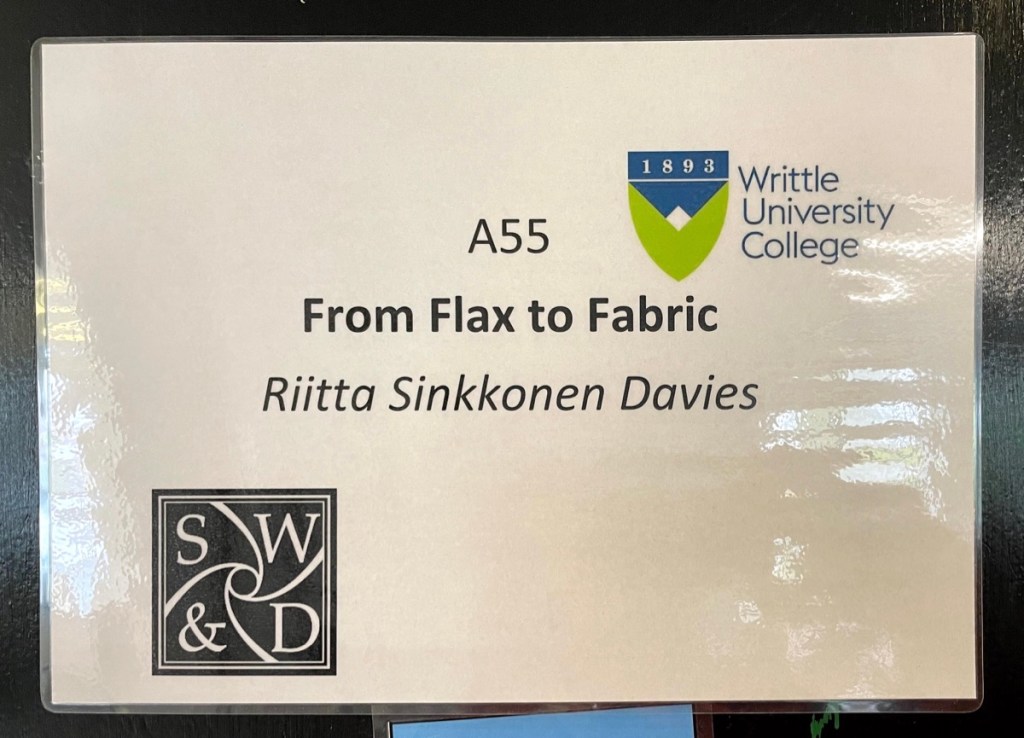 1893
Writtle
University
College
A55
From Flax to Fabric
Riitta Sinkkonen Davies
S W
& D